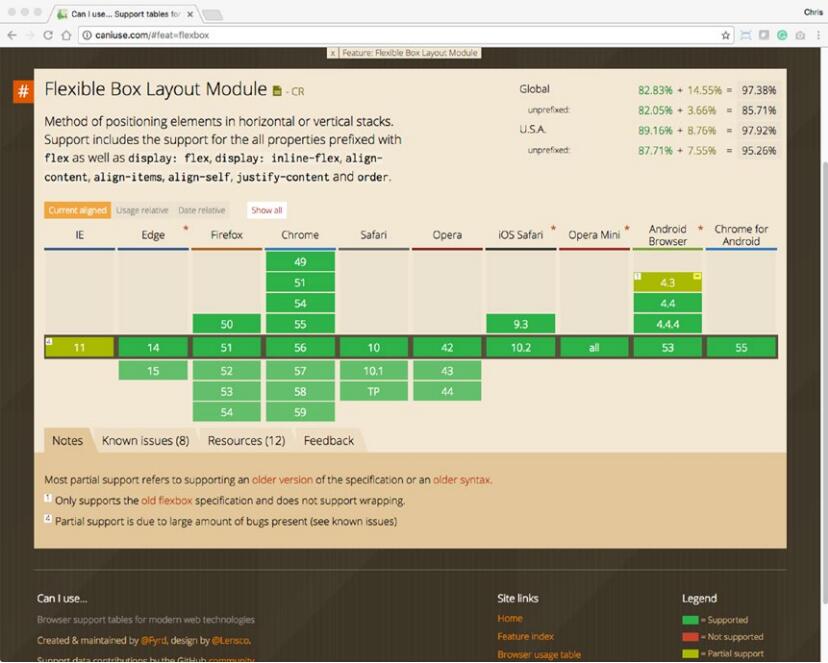 Can I use... Support tables for
Chris
caniuse.com/#feat=flexbox
x Feature: Flexible Box Layout Module
# Flexible Box Layout Module - CR
Method of positioning elements in horizontal or vertical stacks.
Support includes the support for the all properties prefixed with
flex as well as display: flex, display: inline-flex, align-
content, align-items, align-self, justify-content and order.
Global 82.83% + 14.55% = 97.38%
unprefixed: 82.05% + 3.66% = 85.71%
U.S.A. 89.16% + 8.76% = 97.92%
unprefixed: 87.71% + 7.55% = 95.26%
Current aligned Usage relative Date relative Show all
IE Edge * Firefox Chrome Safari Opera iOS Safari * Opera Mini * Android Browser * Chrome for Android
49
51 1 4.3
54 4.4
50 55 9.3 4.4.4
4 11 14 51 56 10 42 10.2 all 53 55
15 52 57 10.1 43
53 58 TP 44
54 59
Notes Known issues (8) Resources (12) Feedback
Most partial support refers to supporting an older version of the specification or an older syntax.
1 Only supports the old flexbox specification and does not support wrapping.
4 Partial support is due to large amount of bugs present (see known issues)
Can I use...
Browser support tables for modern web technologies
Created & maintained by @Fyrd, design by @Lensco.
Support data contributions by the GitHub community.
Site links
Home
Feature index
Browser usage table
Legend
= Supported
= Not supported
= Partial support